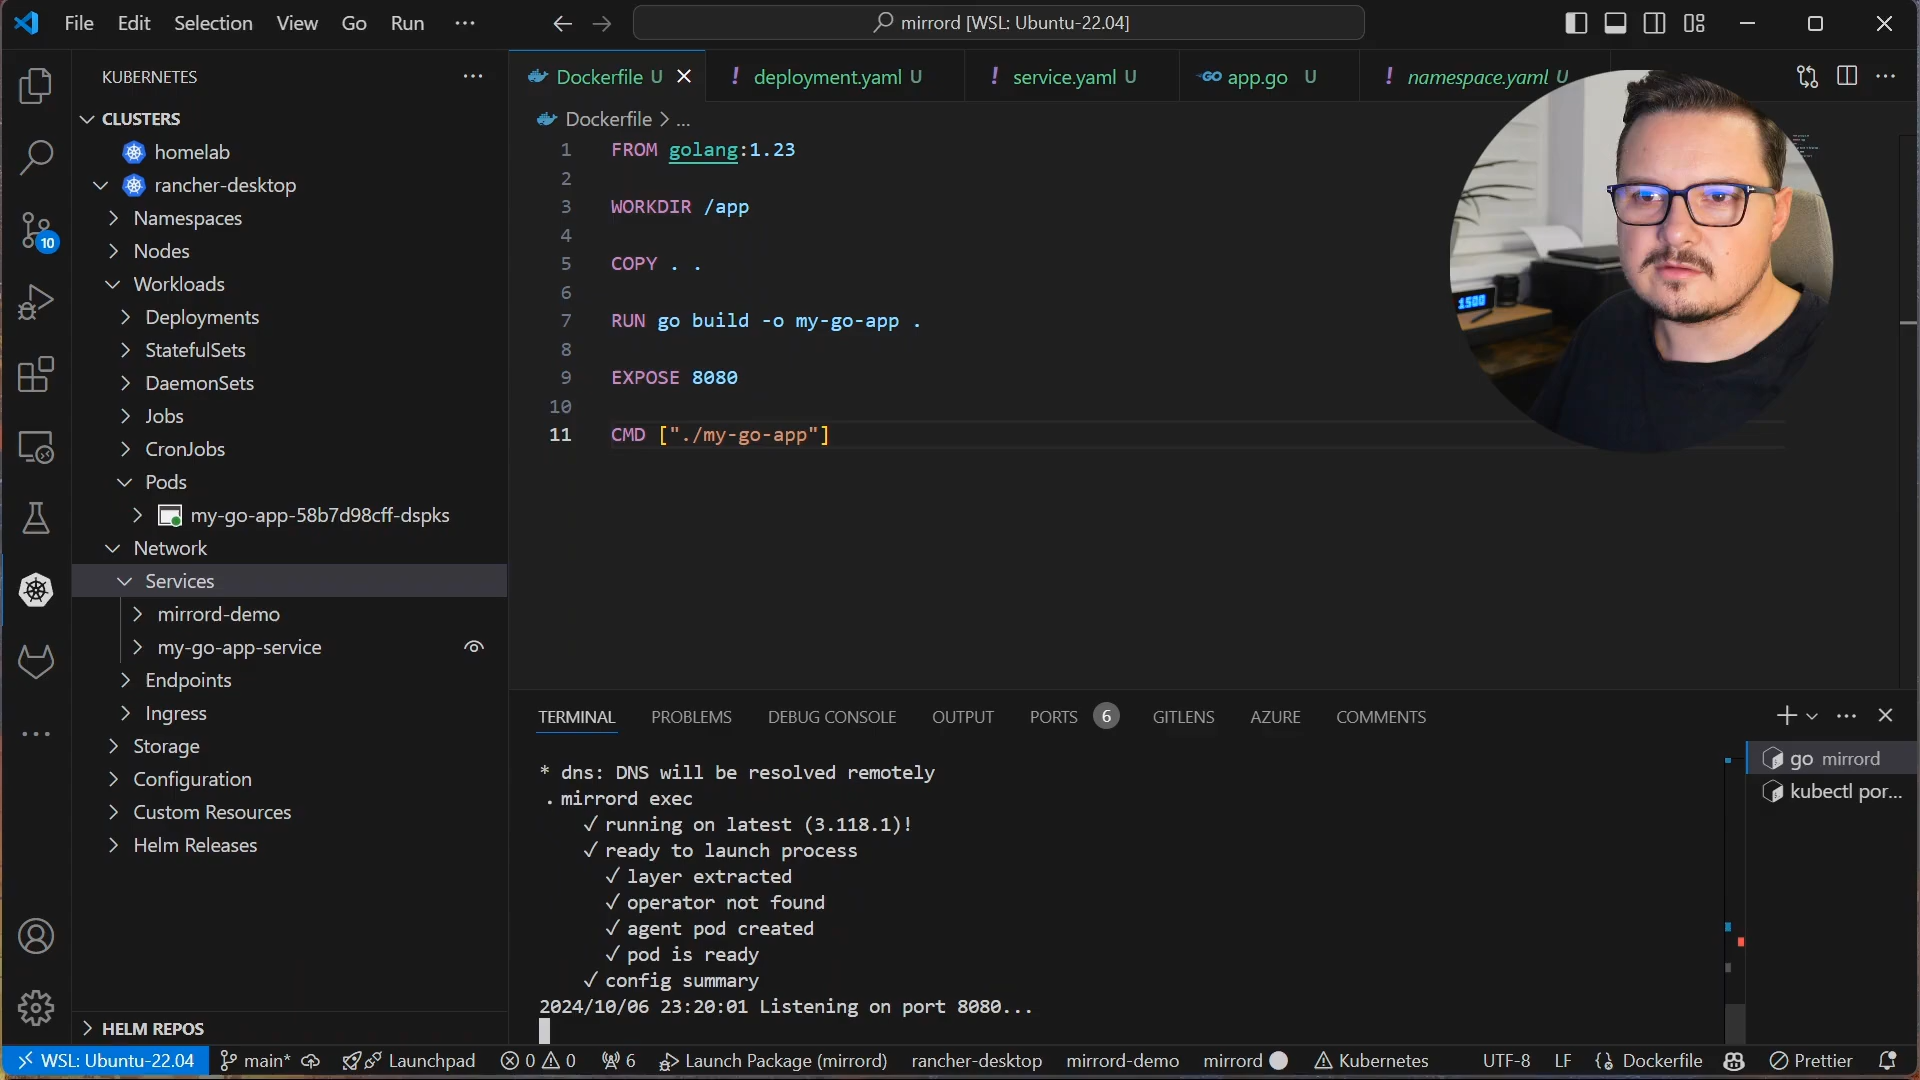 File Edit Selection View Go Run ...
mirrord [WSL: Ubuntu-22.04]
KUBERNETES
CLUSTERS
homelab
rancher-desktop
Namespaces
Nodes
Workloads
Deployments
StatefulSets
DaemonSets
Jobs
CronJobs
Pods
my-go-app-58b7d98cff-dspks
Network
Services
mirrord-demo
my-go-app-service
Endpoints
Ingress
Storage
Configuration
Custom Resources
Helm Releases
HELM REPOS
10
Dockerfile U
! deployment.yaml U
! service.yaml U
GO app.go U
! namespace.yaml U
Dockerfile > ...
1 FROM golang:1.23
2
3 WORKDIR /app
4
5 COPY . .
6
7 RUN go build -o my-go-app .
8
9 EXPOSE 8080
10
11 CMD ["./my-go-app"]
1500
TERMINAL PROBLEMS DEBUG CONSOLE OUTPUT PORTS 6 GITLENS AZURE COMMENTS
* dns: DNS will be resolved remotely
. mirrord exec
✓ running on latest (3.118.1)!
✓ ready to launch process
✓ layer extracted
✓ operator not found
✓ agent pod created
✓ pod is ready
✓ config summary
2024/10/06 23:20:01 Listening on port 8080...
go mirrord
kubectl por...
WSL: Ubuntu-22.04 main* Launchpad 0 0 6 Launch Package (mirrord) rancher-desktop mirrord-demo mirrord Kubernetes UTF-8 LF {} Dockerfile Prettier